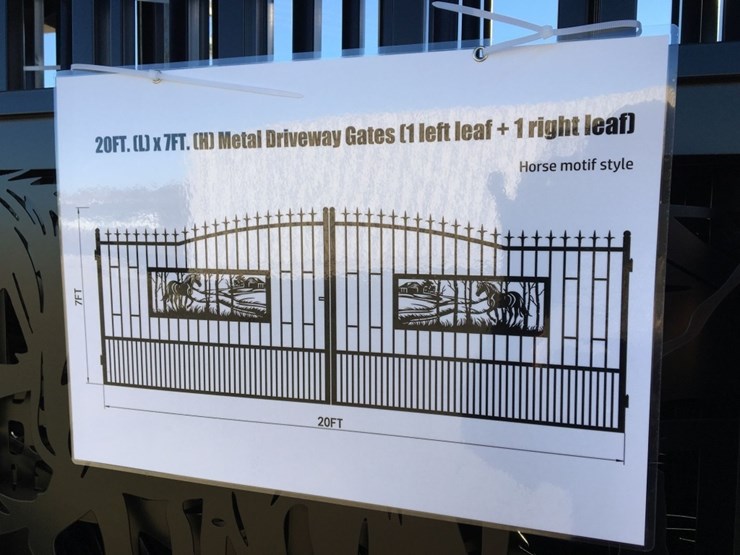 20FT. (L) x 7FT. (H) Metal Driveway Gates (1 left leaf + 1 right leaf)
Horse motif style
7FT
20FT